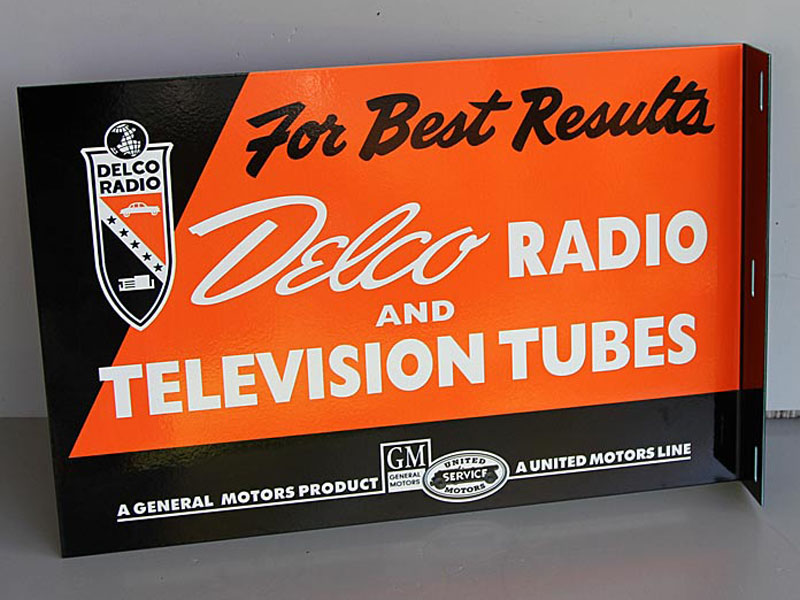 For Best Results
DELCO
RADIO
Delco RADIO
AND
TELEVISION TUBES
A GENERAL MOTORS PRODUCT
GM
GENERAL
MOTORS
UNITED
SERVICE
MOTORS
A UNITED MOTORS LINE